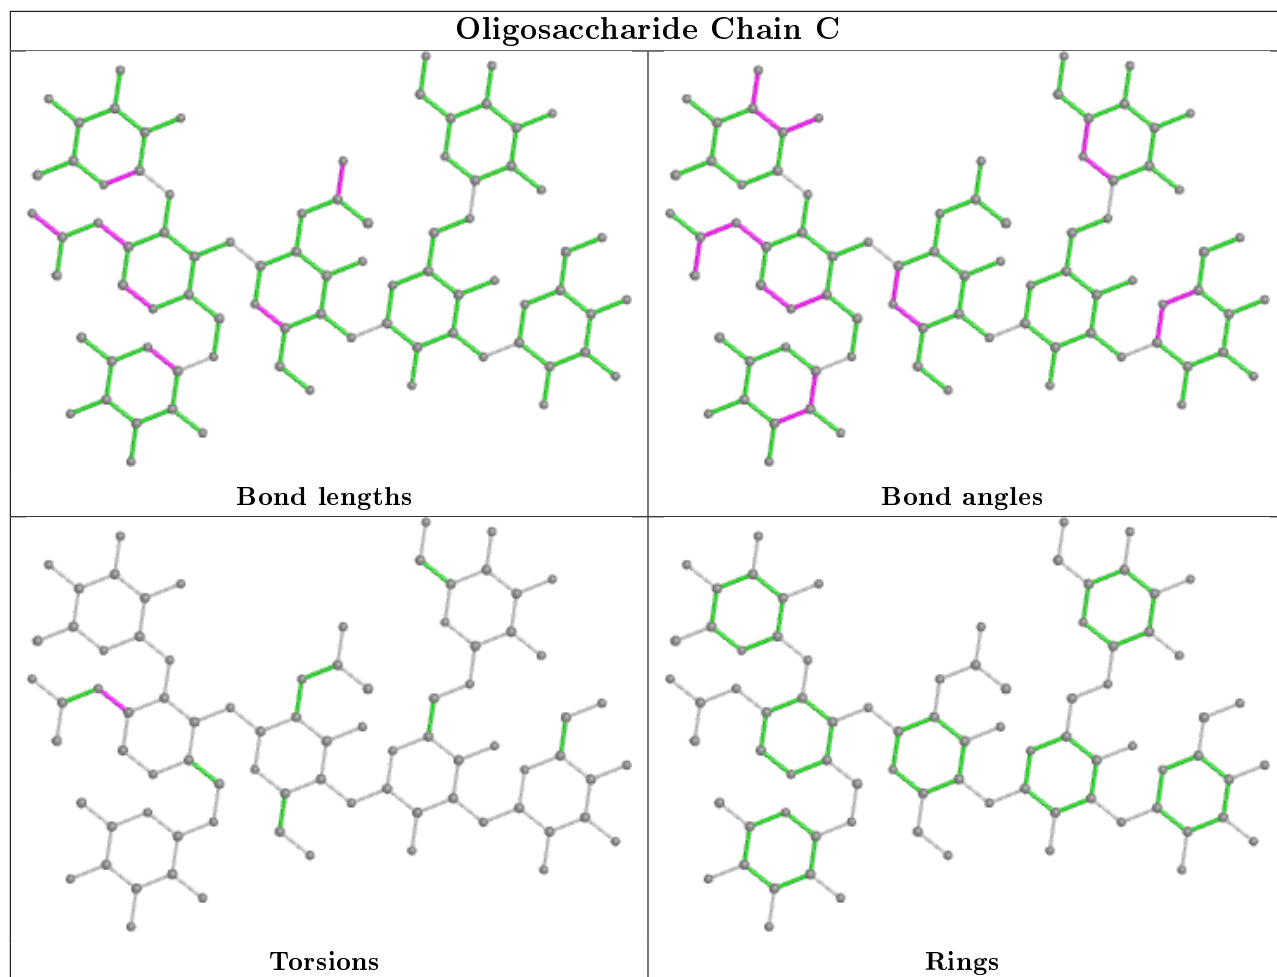 Oligosaccharide Chain C
Bond lengths
Bond angles
Torsions
Rings